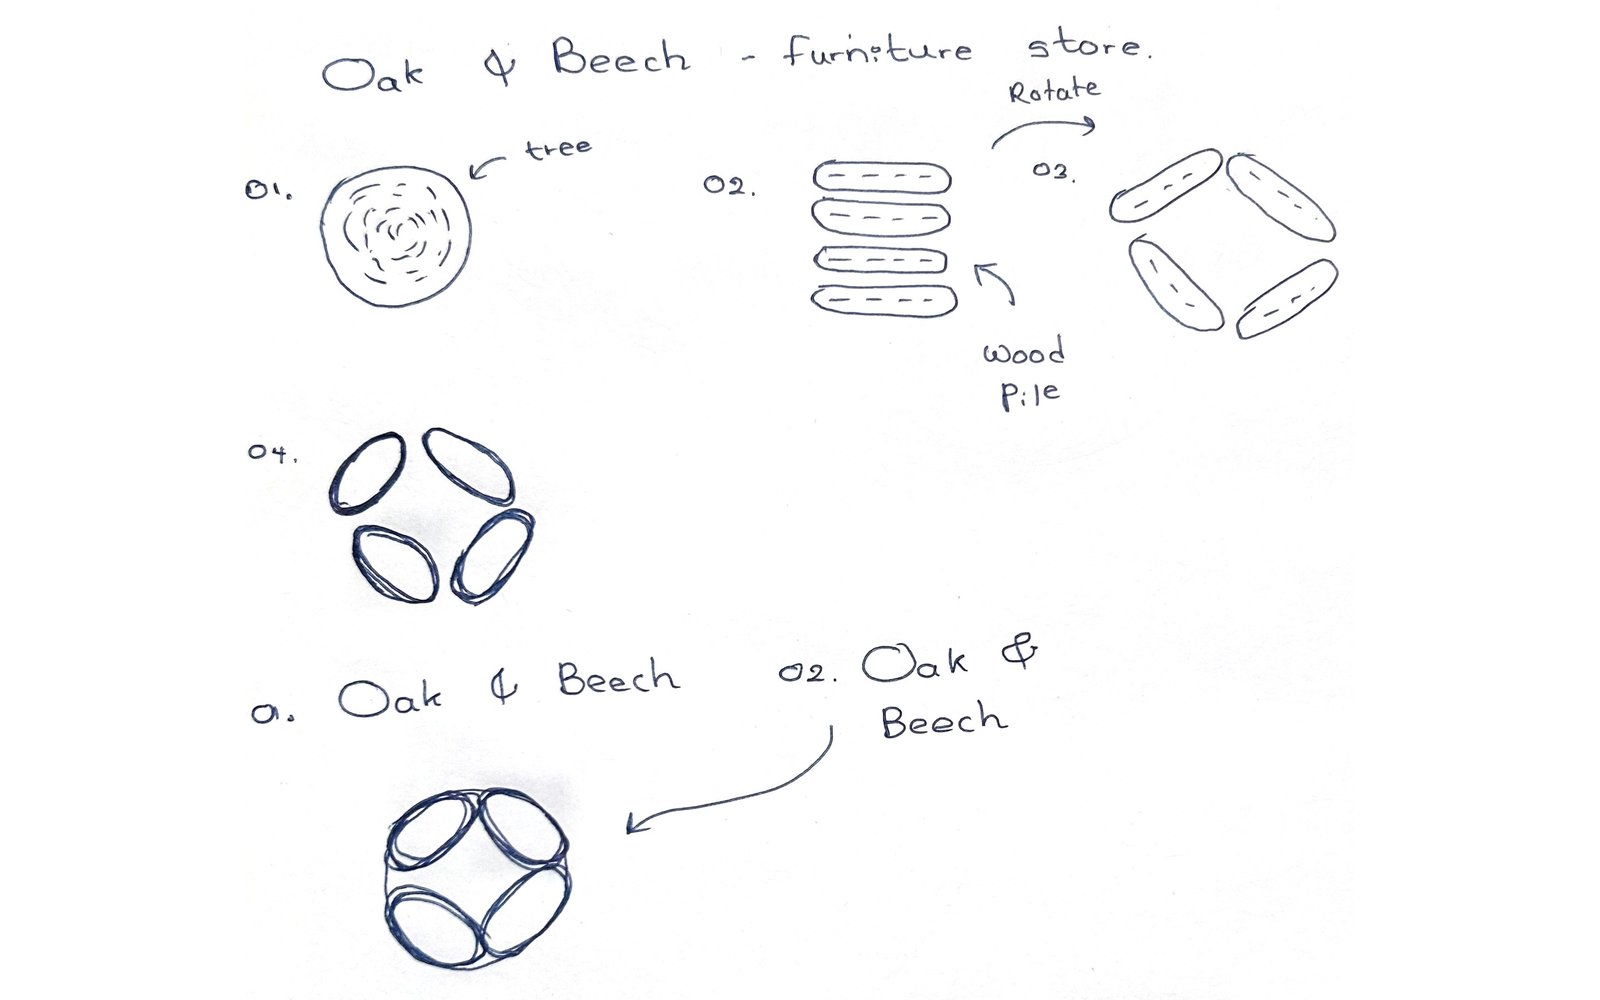 Oak & Beech - furniture store.
Rotate
01.
tree
02.
03.
Wood
Pile
04.
a. Oak & Beech
02. Oak &
Beech